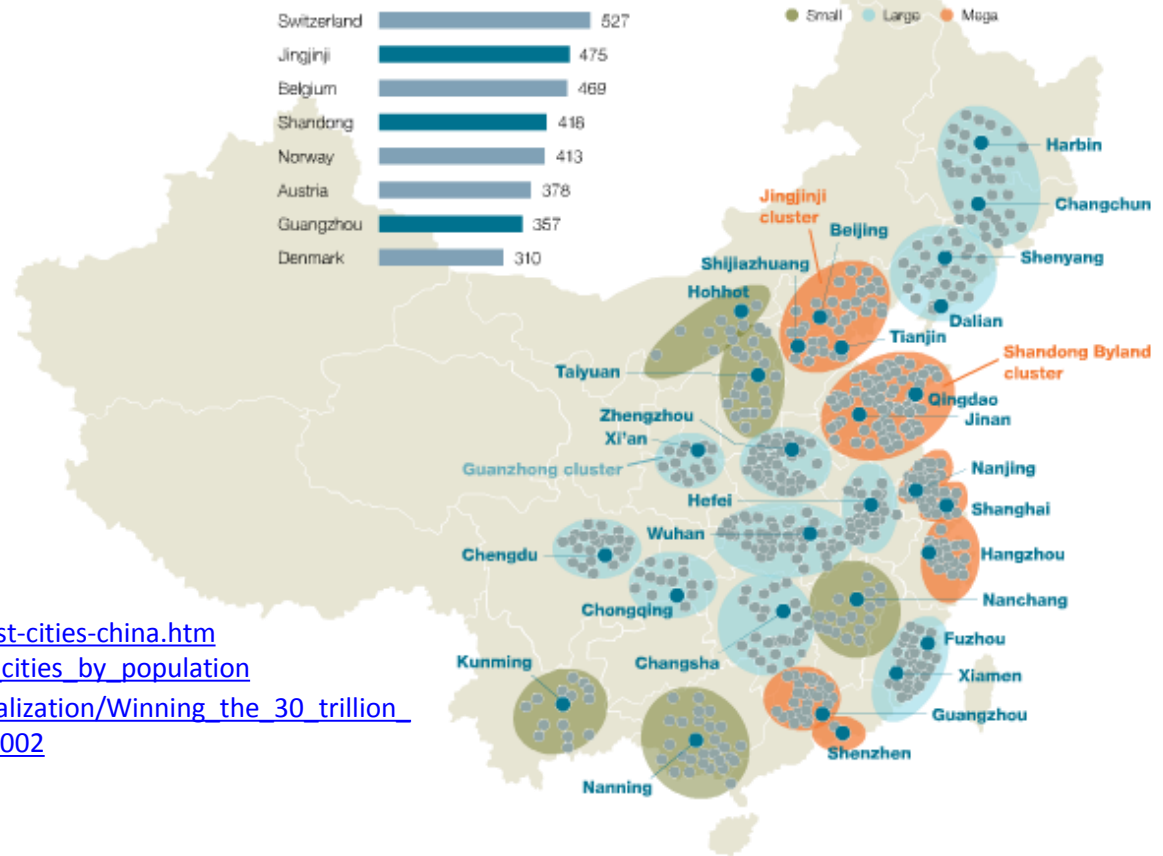 Switzerland 527
Jingjinji 475
Belgium 469
Shandong 418
Norway 413
Austria 378
Guangzhou 357
Denmark 310
Small Large Mega
Harbin
Changchun
Jingjinji
cluster
Beijing
Shenyang
Shijiazhuang
Hohhot
Dalian
Tianjin
Shandong Byland
cluster
Taiyuan
Qingdao
Zhengzhou
Jinan
Xi'an
Guanzhong cluster
Nanjing
Hefei
Shanghai
Wuhan
Chengdu
Hangzhou
Chongqing
Nanchang
st-cities-china.htm
Fuzhou
cities_by_population
Kunming
Changsha
Xiamen
alization/Winning_the_30_trillion_
Guangzhou
002
Shenzhen
Nanning